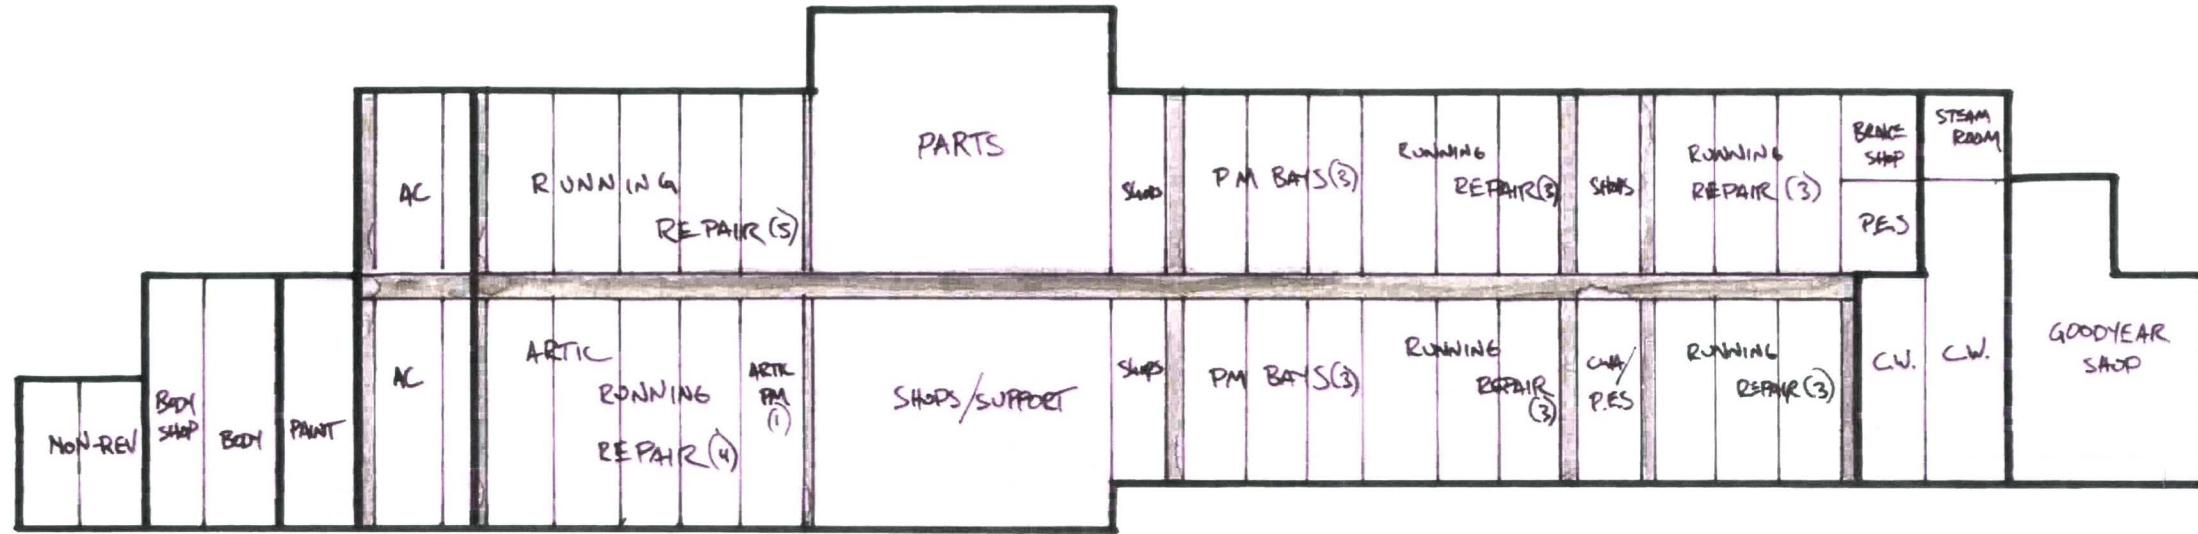 PARTS
STEAM
ROOM
BRAKE
SHOP
RUNNING
REPAIR (3)
RUNNING
REPAIR (3)
AC
RUNNING
REPAIR (5)
SHOPS
PM BAYS (3)
SHOPS
P.E.S
ARTIC
RUNNING
REPAIR (4)
ARTIC
PM
(1)
AC
SHOPS/SUPPORT
SHOPS
PM BAYS (3)
RUNNING
REPAIR
(3)
P.E.S
RUNNING
REPAIR (3)
C.W.
C.W.
GOODYEAR
SHOP
NON-REV
BODY
SHOP
BODY
PAINT